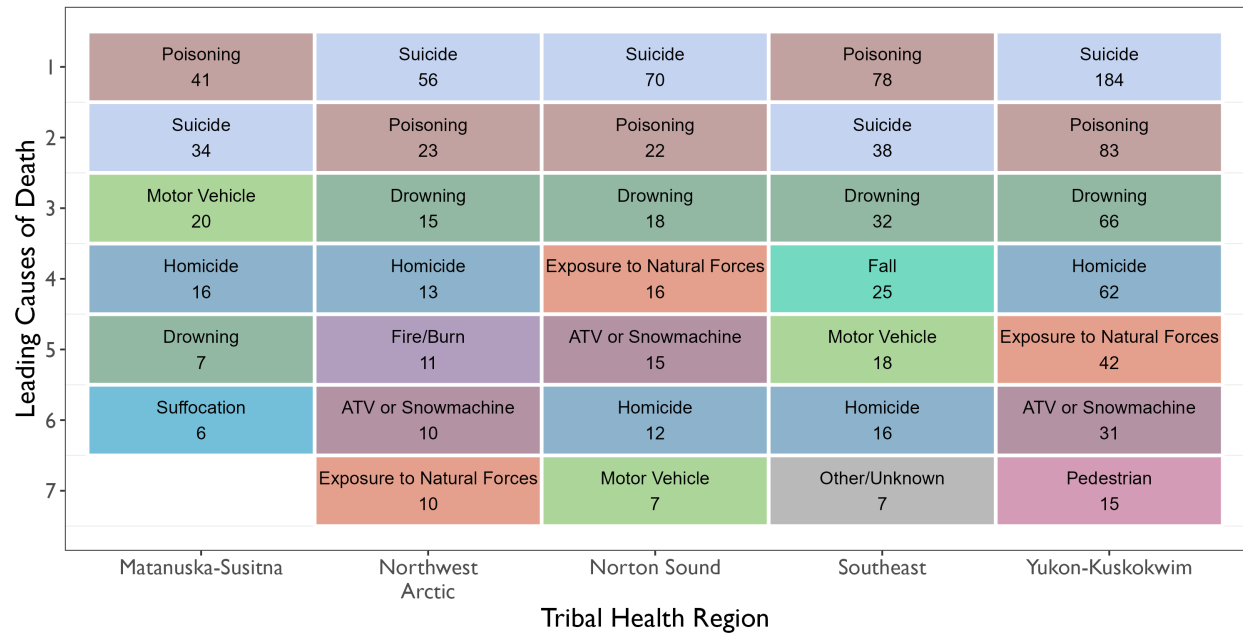 Leading Causes of Death
1
Poisoning
41
Suicide
56
Suicide
70
Poisoning
78
Suicide
184
2
Suicide
34
Poisoning
23
Poisoning
22
Suicide
38
Poisoning
83
3
Motor Vehicle
20
Drowning
15
Drowning
18
Drowning
32
Drowning
66
4
Homicide
16
Homicide
13
Exposure to Natural Forces
16
Fall
25
Homicide
62
5
Drowning
7
Fire/Burn
11
ATV or Snowmachine
15
Motor Vehicle
18
Exposure to Natural Forces
42
6
Suffocation
6
ATV or Snowmachine
10
Homicide
12
Homicide
16
ATV or Snowmachine
31
7
Exposure to Natural Forces
10
Motor Vehicle
7
Other/Unknown
7
Pedestrian
15
Matanuska-Susitna
Northwest
Arctic
Norton Sound
Southeast
Yukon-Kuskokwim
Tribal Health Region